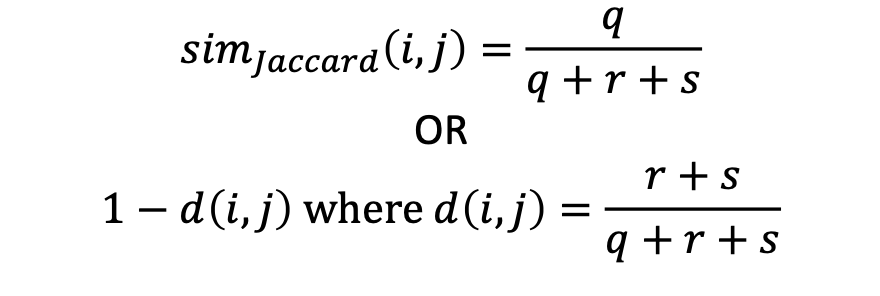 sim_Jaccard(i, j) = q / (q + r + s)
OR
1 − d(i, j) where d(i, j) = (r + s) / (q + r + s)